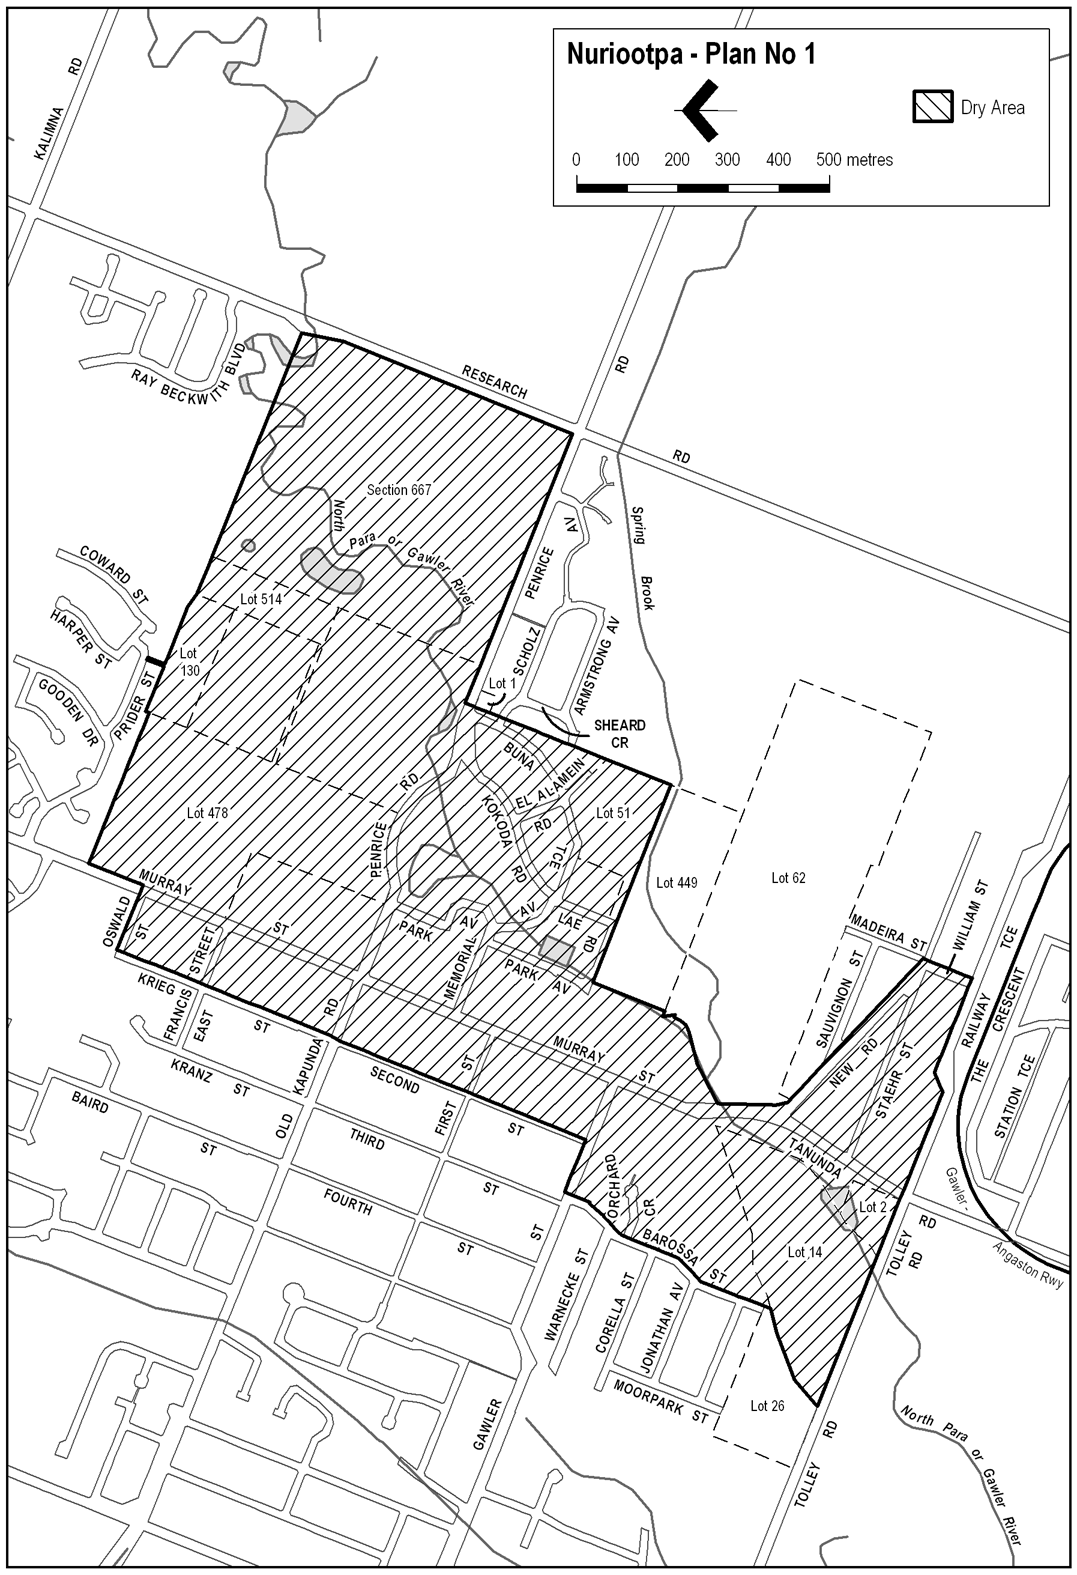 Nuriootpa - Plan No 1
Dry Area
0 100 200 300 400 500 metres
KALIMNA RD
RAY BECKWITH BLVD
RESEARCH RD
RD
Section 667
North Para or Gawler River
Spring Brook
PENRICE AV
SCHOLZ
ARMSTRONG AV
Lot 1
SHEARD
CR
COWARD ST
HARPER ST
GOODEN DR
PRIDER ST
Lot 514
Lot
130
Lot 478
BUNA
EL ALAMEIN
RD
KOKODA RD
TCE
Lot 51
PENRICE RD
Lot 449
Lot 62
MURRAY ST
OSWALD ST
PARK AV
AV
LAE RD
PARK AV
MEMORIAL
MADEIRA ST
WILLIAM ST
SAUVIGNON ST
NEW RD
STAEHR ST
RAILWAY TCE
THE CRESCENT
STATION TCE
KRIEG ST
FRANCIS STREET
EAST
KRANZ ST
OLD KAPUNDA RD
MURRAY ST
SECOND ST
FIRST ST
BAIRD ST
THIRD ST
FOURTH ST
TANUNDA RD
Gawler - Angaston Rwy
ORCHARD CR
BAROSSA ST
Lot 2
Lot 14
TOLLEY RD
WARNECKE ST
CORELLA ST
JONATHAN AV
MOORPARK ST
GAWLER ST
Lot 26
TOLLEY RD
North Para or Gawler River